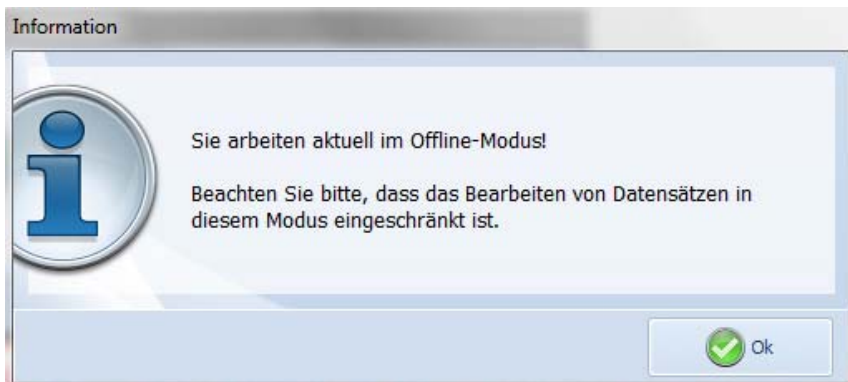 Information
Sie arbeiten aktuell im Offline-Modus!
Beachten Sie bitte, dass das Bearbeiten von Datensätzen in
diesem Modus eingeschränkt ist.
Ok